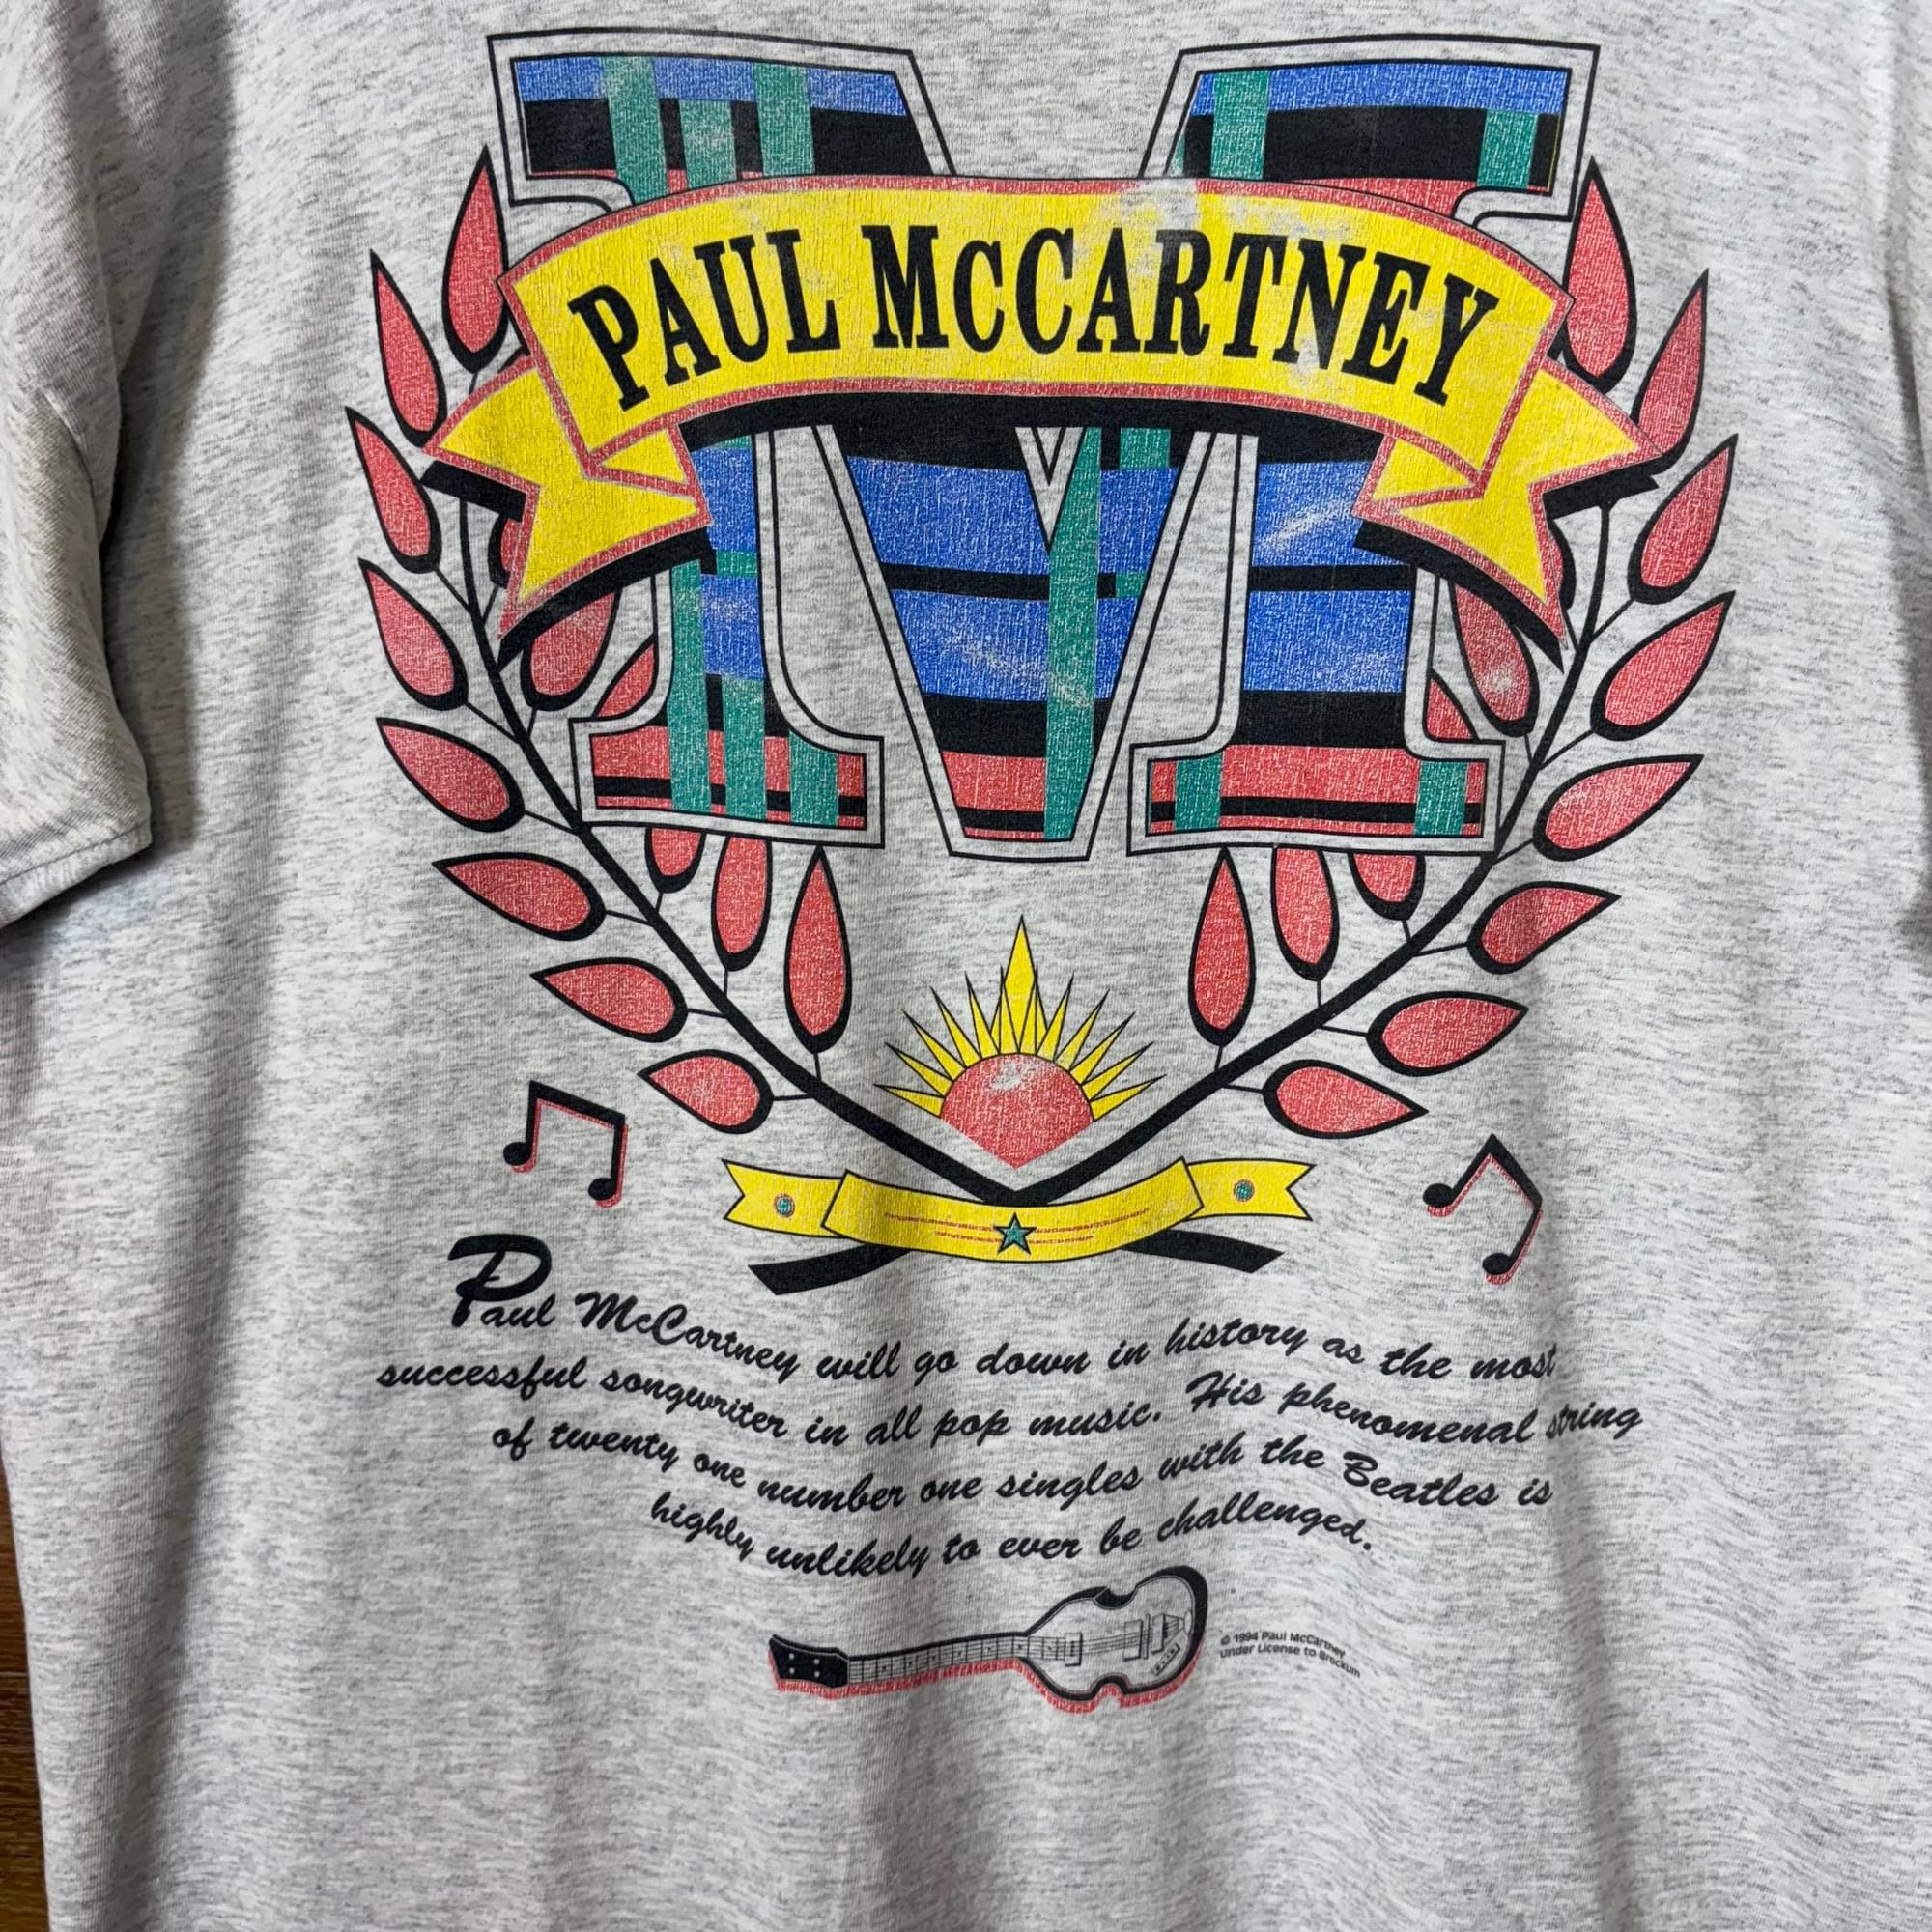 M
PAUL McCARTNEY
Paul McCartney will go down in history as the most
successful songwriter in all pop music. His phenomenal string
of twenty one number one singles with the Beatles is
highly unlikely to ever be challenged.
© 1994 Paul McCartney
Under License to Brockum